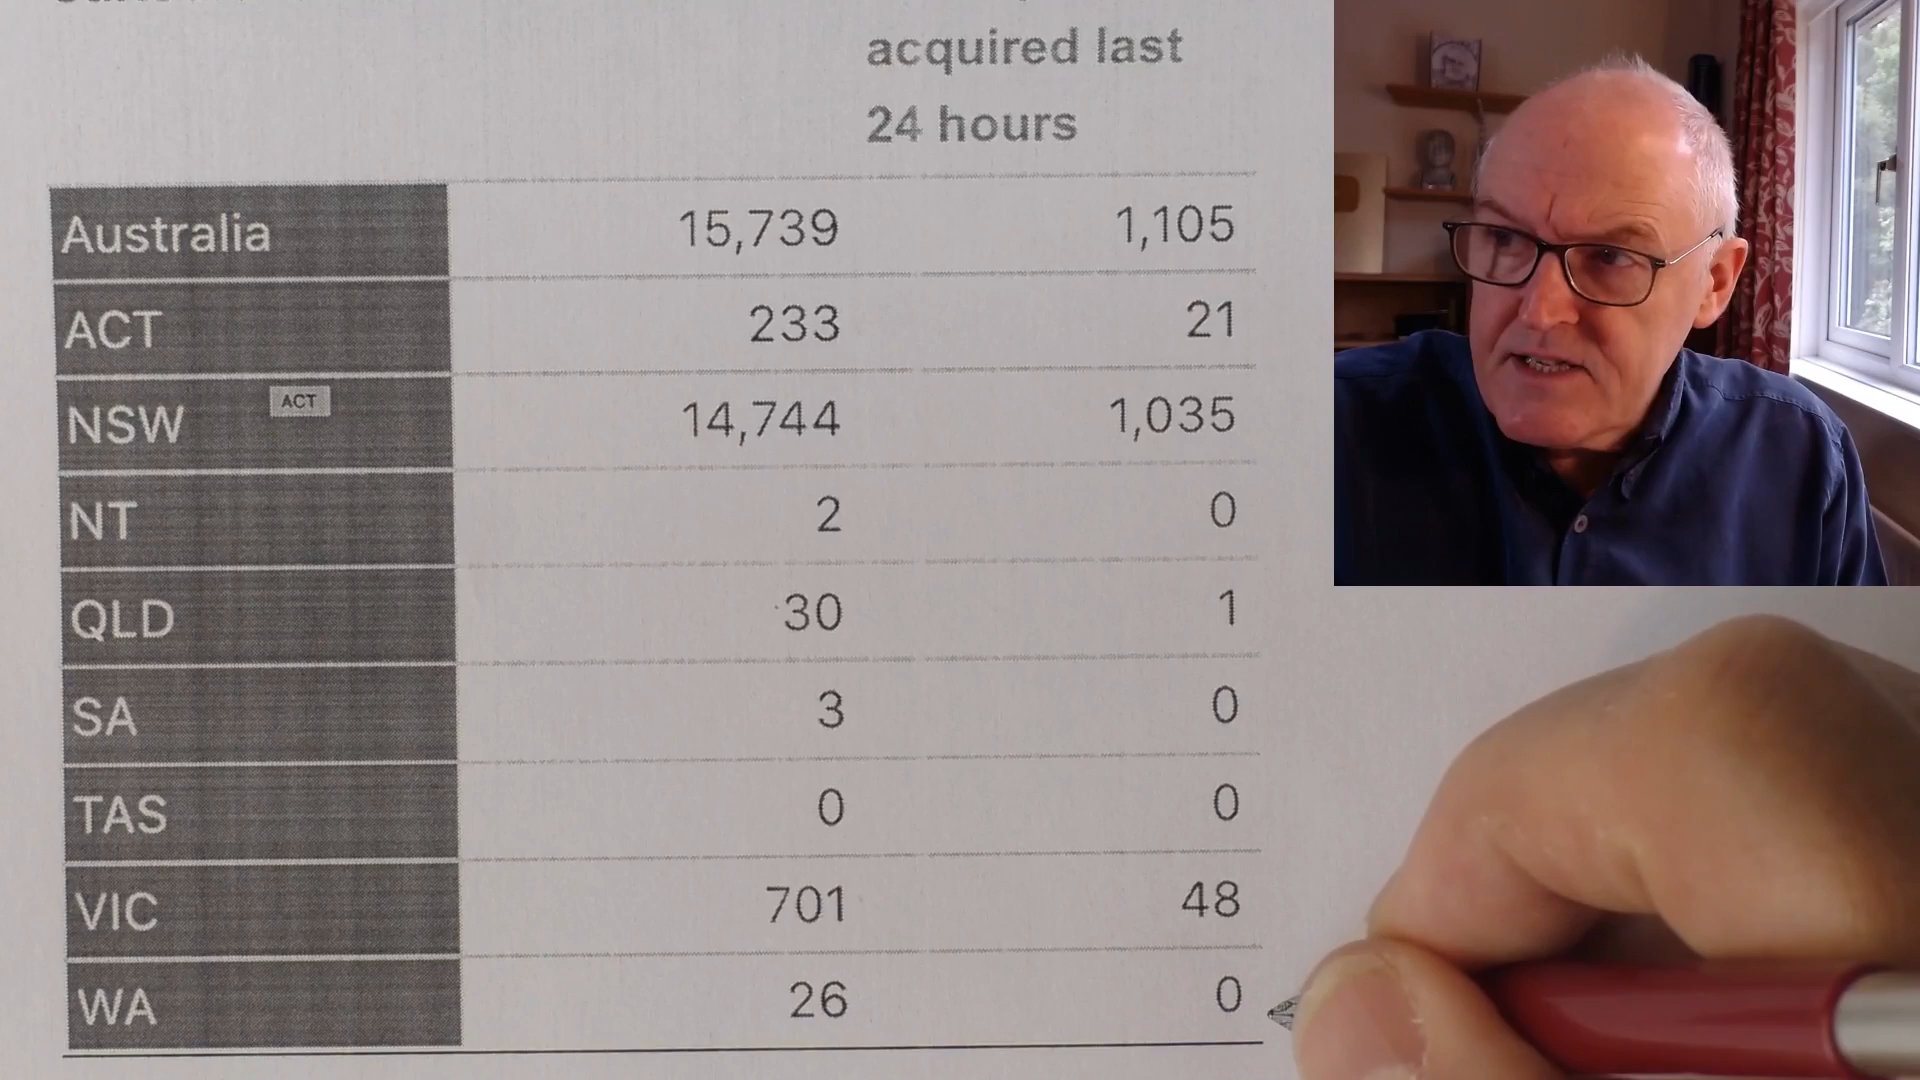 acquired last
24 hours
Australia 15,739 1,105
ACT 233 21
NSW ACT 14,744 1,035
NT 2 0
QLD 30 1
SA 3 0
TAS 0 0
VIC 701 48
WA 26 0